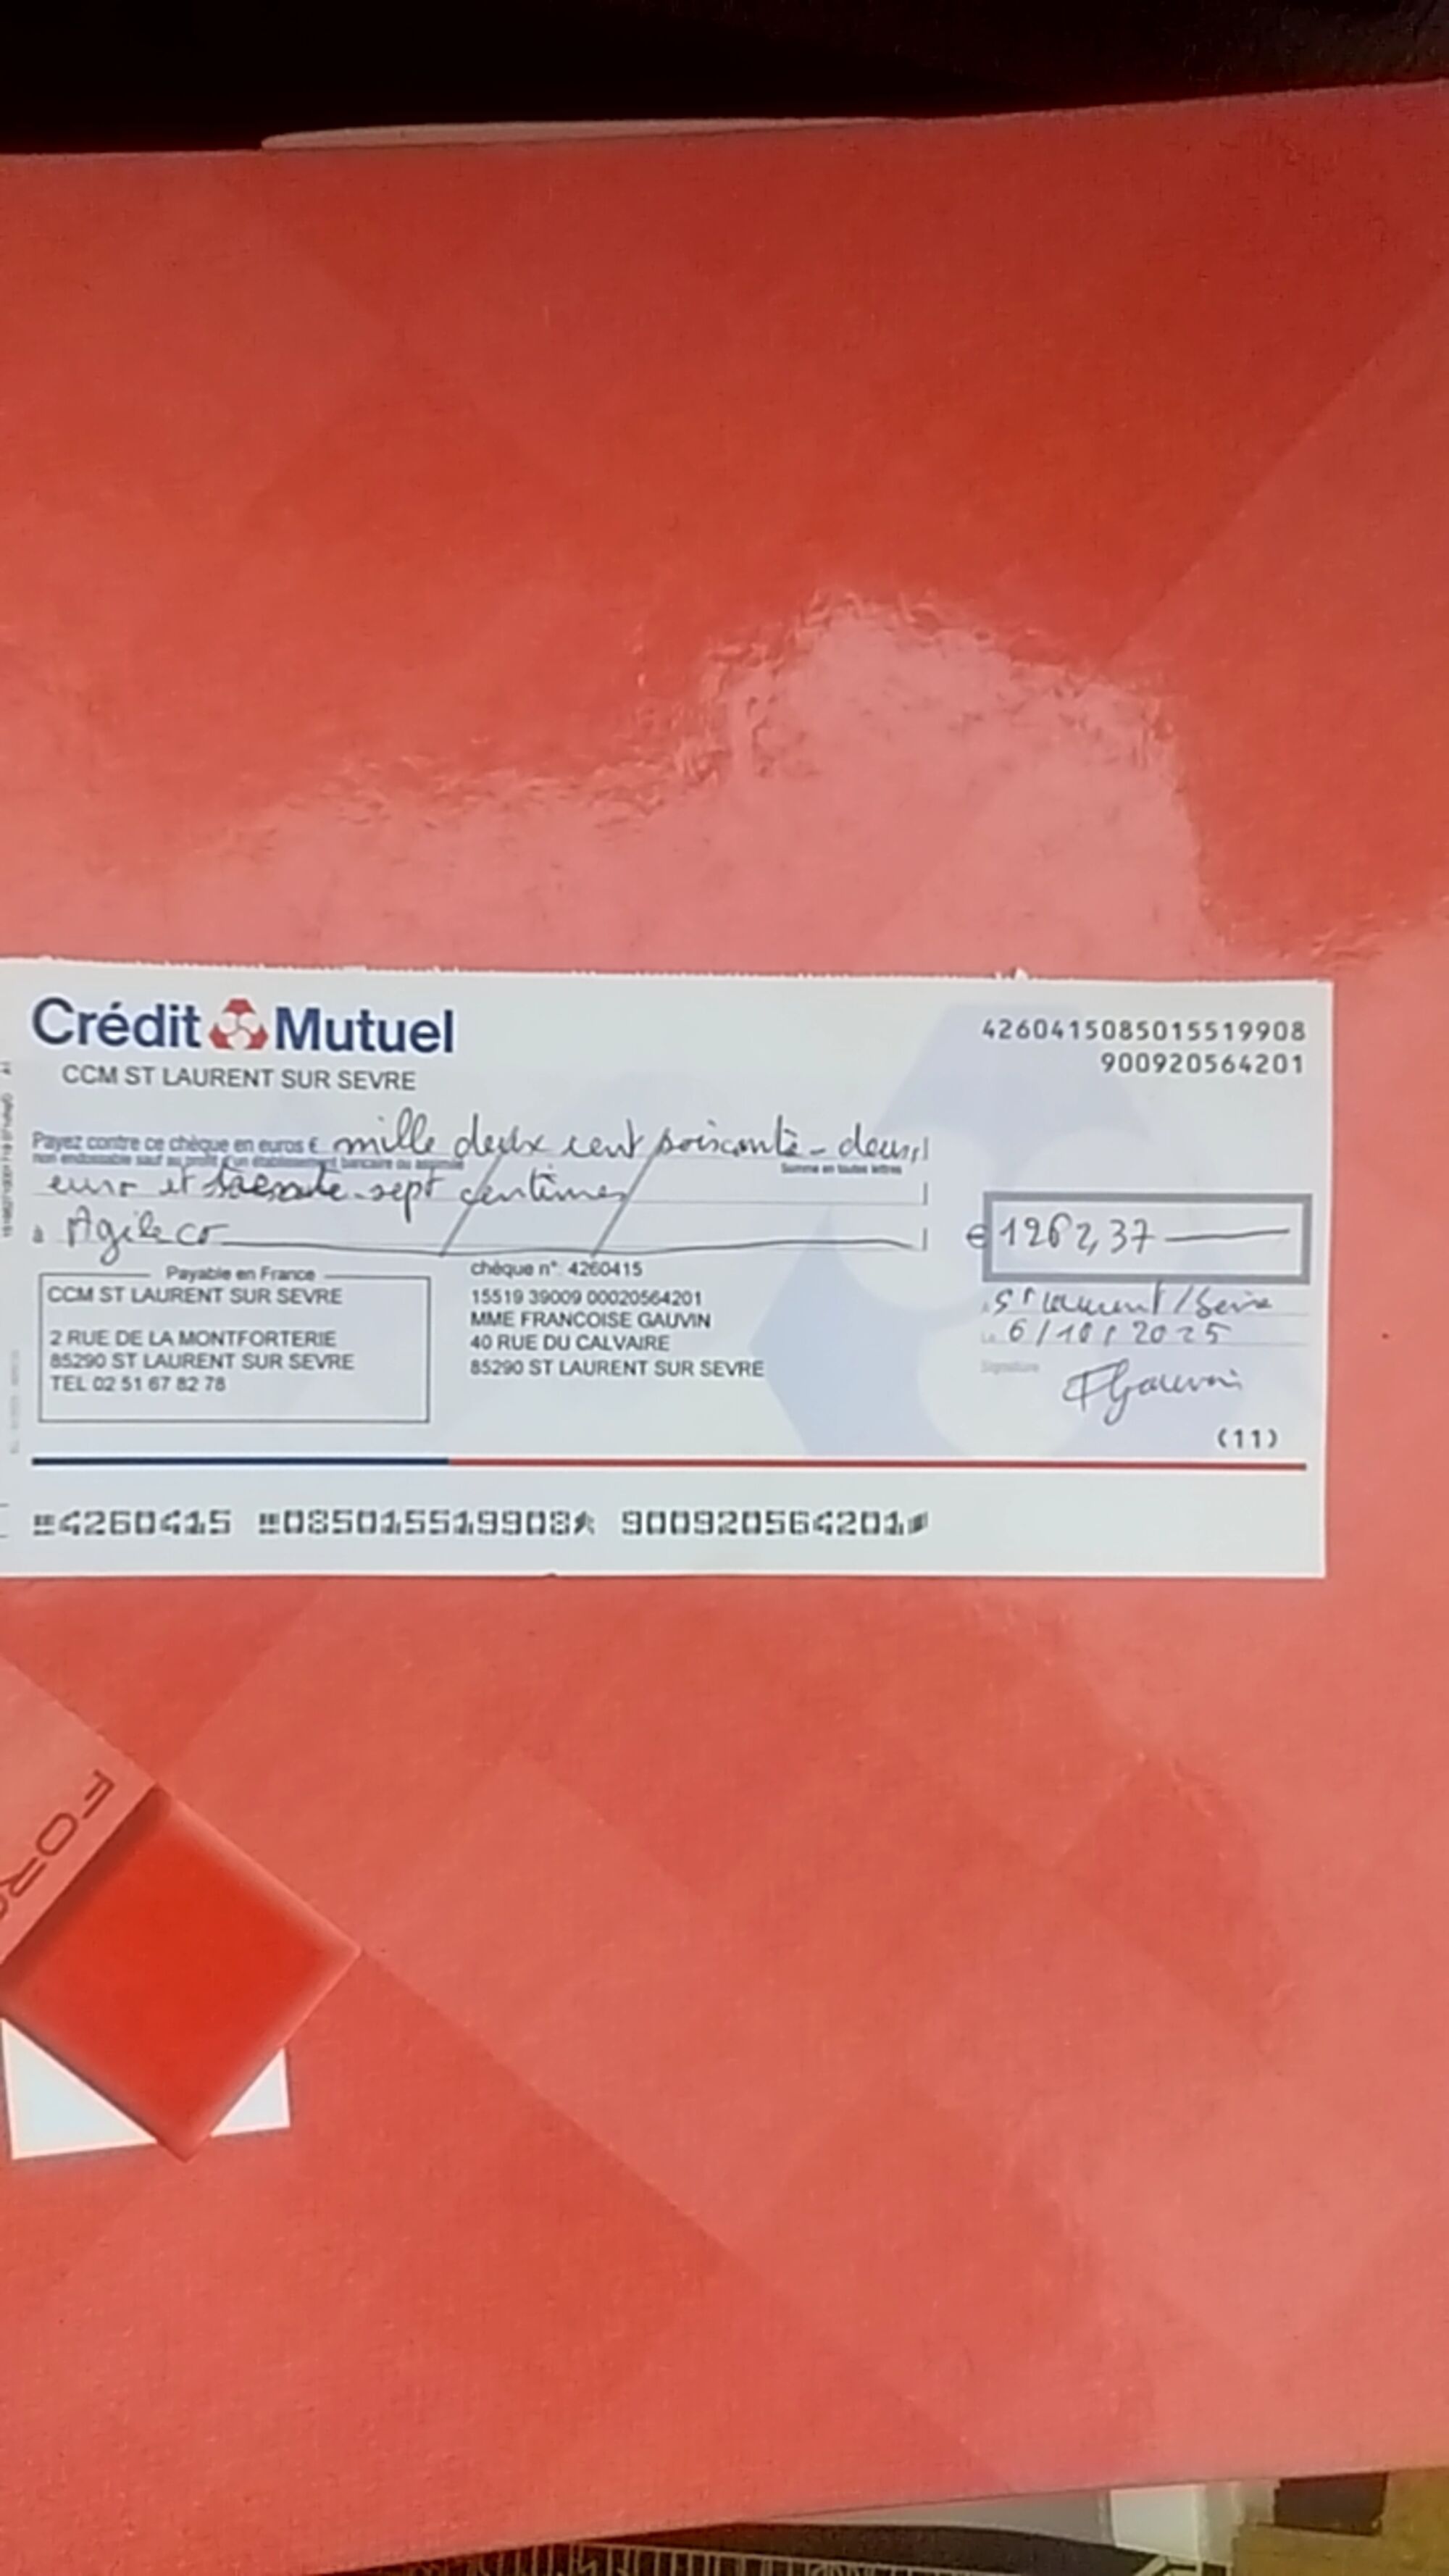 Crédit Mutuel
CCM ST LAURENT SUR SEVRE
4260415085015519908
900920564201
Payez contre ce chèque en euros € mille deux cent soixante-deux
non endossable sauf au profit d'un établissement bancaire ou assimilé
Somme en toutes lettres
euro et trente-sept centimes
à Agileco
€ 1262,37
Payable en France
CCM ST LAURENT SUR SEVRE
2 RUE DE LA MONTFORTERIE
85290 ST LAURENT SUR SEVRE
TEL 02 51 67 82 78
chèque n° 4260415
15519 39009 00020564201
MME FRANCOISE GAUVIN
40 RUE DU CALVAIRE
85290 ST LAURENT SUR SEVRE
A St Laurent/Sèvre
Le 6/10/2025
Signature
FGauvin
(11)
4260415 085015519908 900920564201
FOR